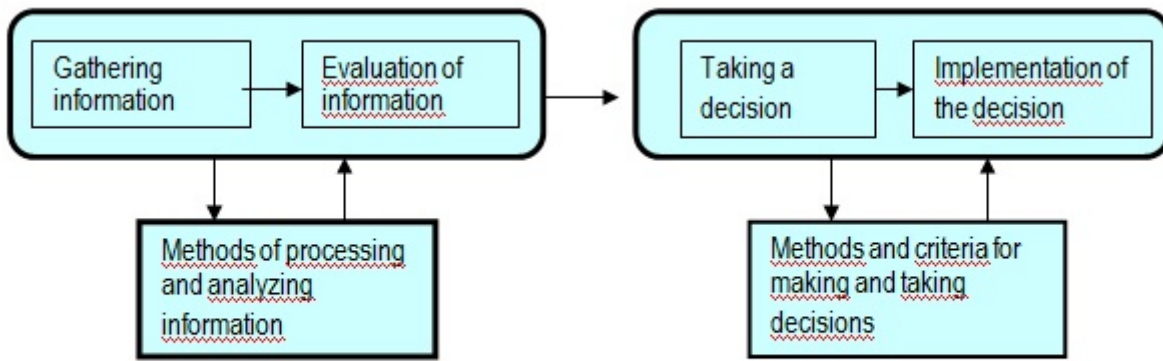 Gathering
information
Evaluation of
information
Taking a
decision
Implementation of
the decision
Methods of processing
and analyzing
information
Methods and criteria for
making and taking
decisions